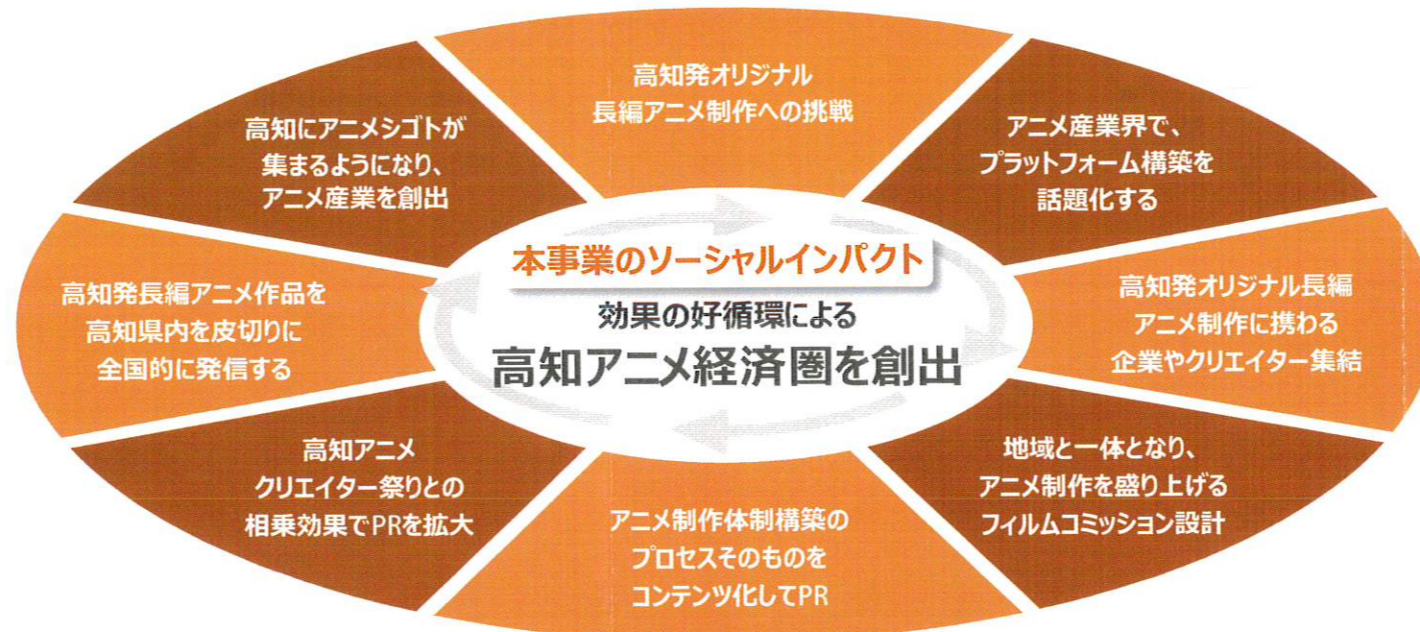 本事業のソーシャルインパクト
効果の好循環による
高知アニメ経済圏を創出
高知発オリジナル
長編アニメ制作への挑戦
アニメ産業界で、
プラットフォーム構築を
話題化する
高知発オリジナル長編
アニメ制作に携わる
企業やクリエイター集結
地域と一体となり、
アニメ制作を盛り上げる
フィルムコミッション設計
アニメ制作体制構築の
プロセスそのものを
コンテンツ化してPR
高知アニメ
クリエイター祭りとの
相乗効果でPRを拡大
高知発長編アニメ作品を
高知県内を皮切りに
全国的に発信する
高知にアニメシゴトが
集まるようになり、
アニメ産業を創出